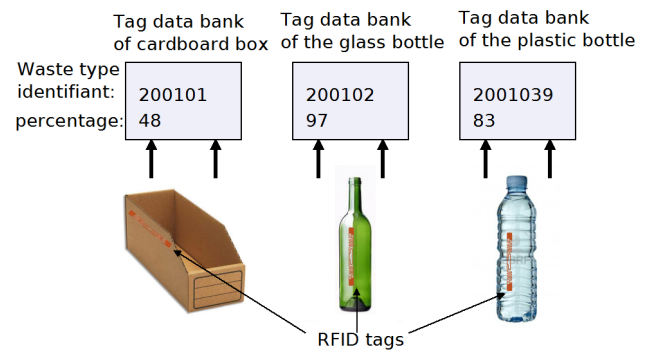 Tag data bank
of cardboard box
Tag data bank
of the glass bottle
Tag data bank
of the plastic bottle
Waste type
identifiant:
percentage:
200101
48
200102
97
2001039
83
RFID tags